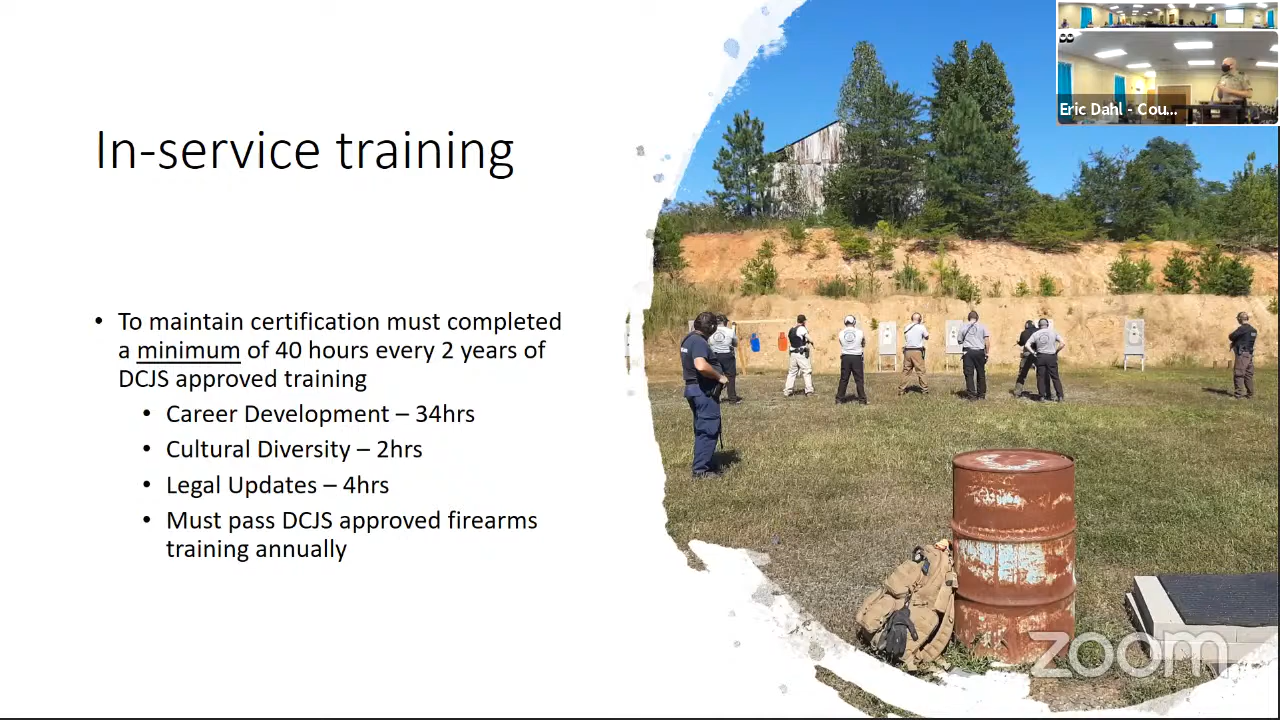 In-service training
• To maintain certification must completed
a minimum of 40 hours every 2 years of
DCJS approved training
• Career Development – 34hrs
• Cultural Diversity – 2hrs
• Legal Updates – 4hrs
• Must pass DCJS approved firearms
training annually
Eric Dahl - Cou...
zoom